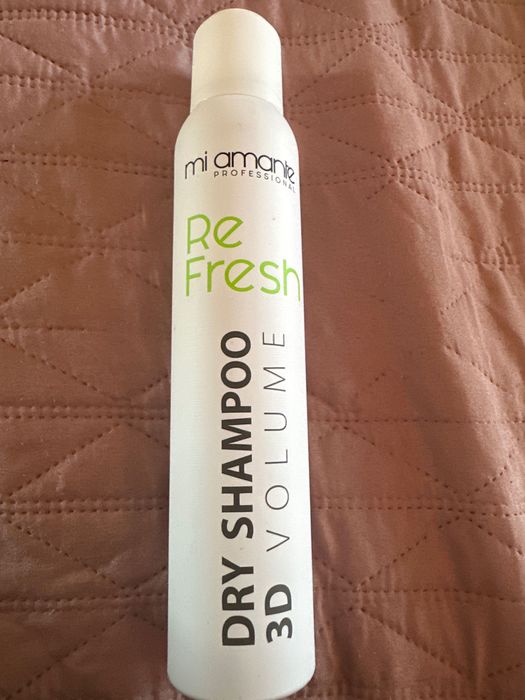 mi amante
PROFESSIONAL
Re
Fresh
DRY SHAMPOO
3D VOLUME